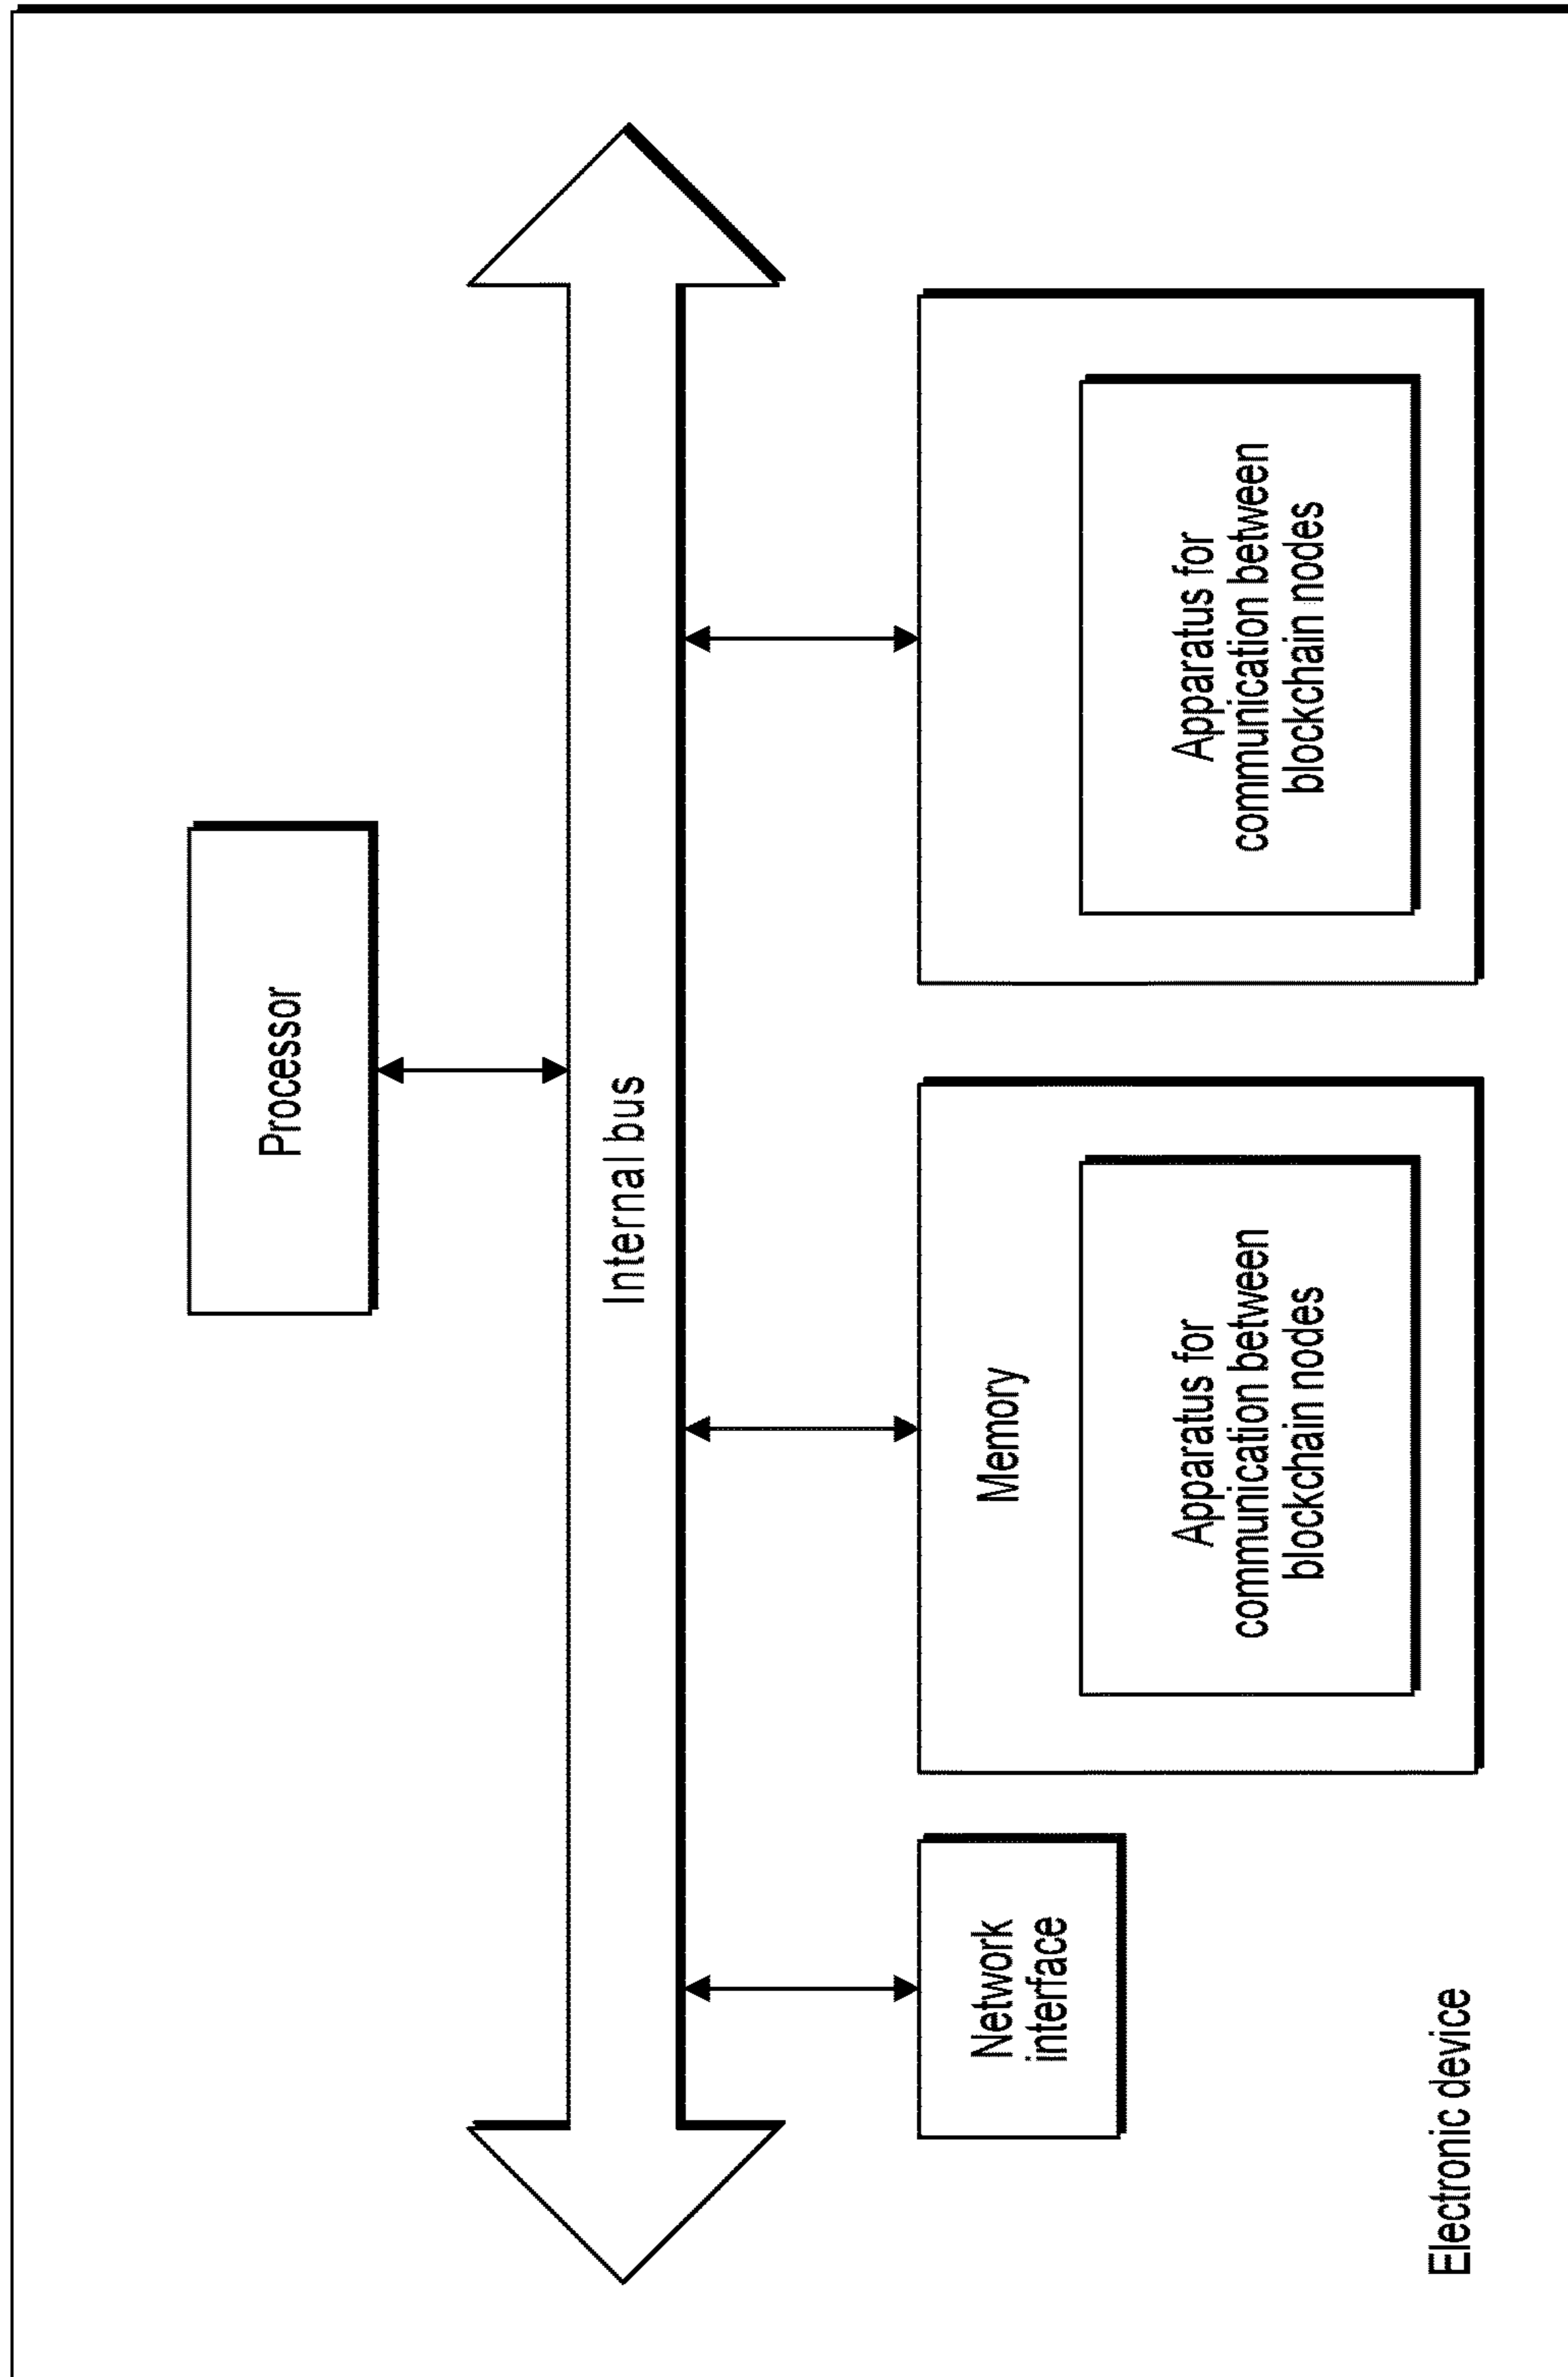 Processor
Internal bus
Network
interface
Memory
Apparatus for
communication between
blockchain nodes
Apparatus for
communication between
blockchain nodes
Electronic device